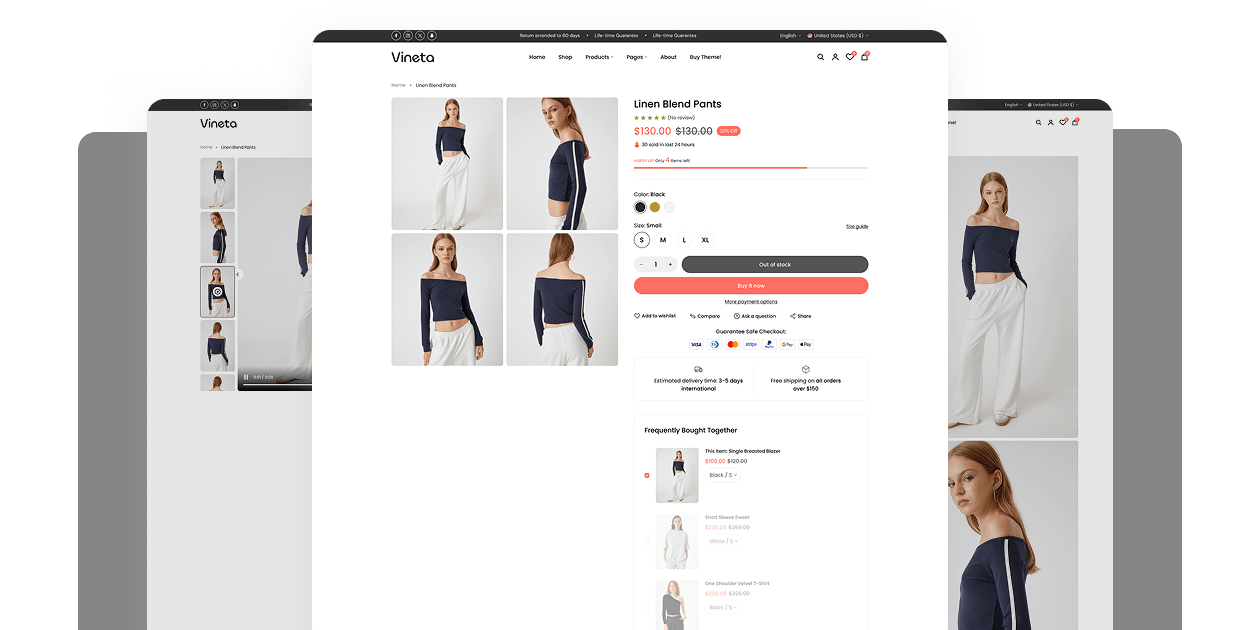 Return extended to 60 days • Life-time Guarantee • Life-time Guarantee
English
United States (USD $)
Vineta
Home Shop Products Pages About Buy Theme!
Home • Linen Blend Pants
Linen Blend Pants
(No review)
$130.00 $130.00 20% Off
30 sold in last 24 hours
HURRY UP! Only 4 items left!
Color: Black
Size: Small
Size guide
S M L XL
- 1 +
Out of stock
Buy it now
More payment options
Add to wishlist Compare Ask a question Share
Guarantee Safe Checkout:
VISA stripe G Pay Pay
Estimated delivery time: 3-5 days
international
Free shipping on all orders
over $150
Frequently Bought Together
This item: Single Breasted Blazer
$100.00 $120.00
Black / S
Short Sleeve Sweat
$230.00 $250.00
White / S
One Shoulder Velvet T-Shirt
$200.00 $220.00
Black / S
Vineta
Home • Linen Blend Pants
0:01 / 0:20
English
United States (USD $)